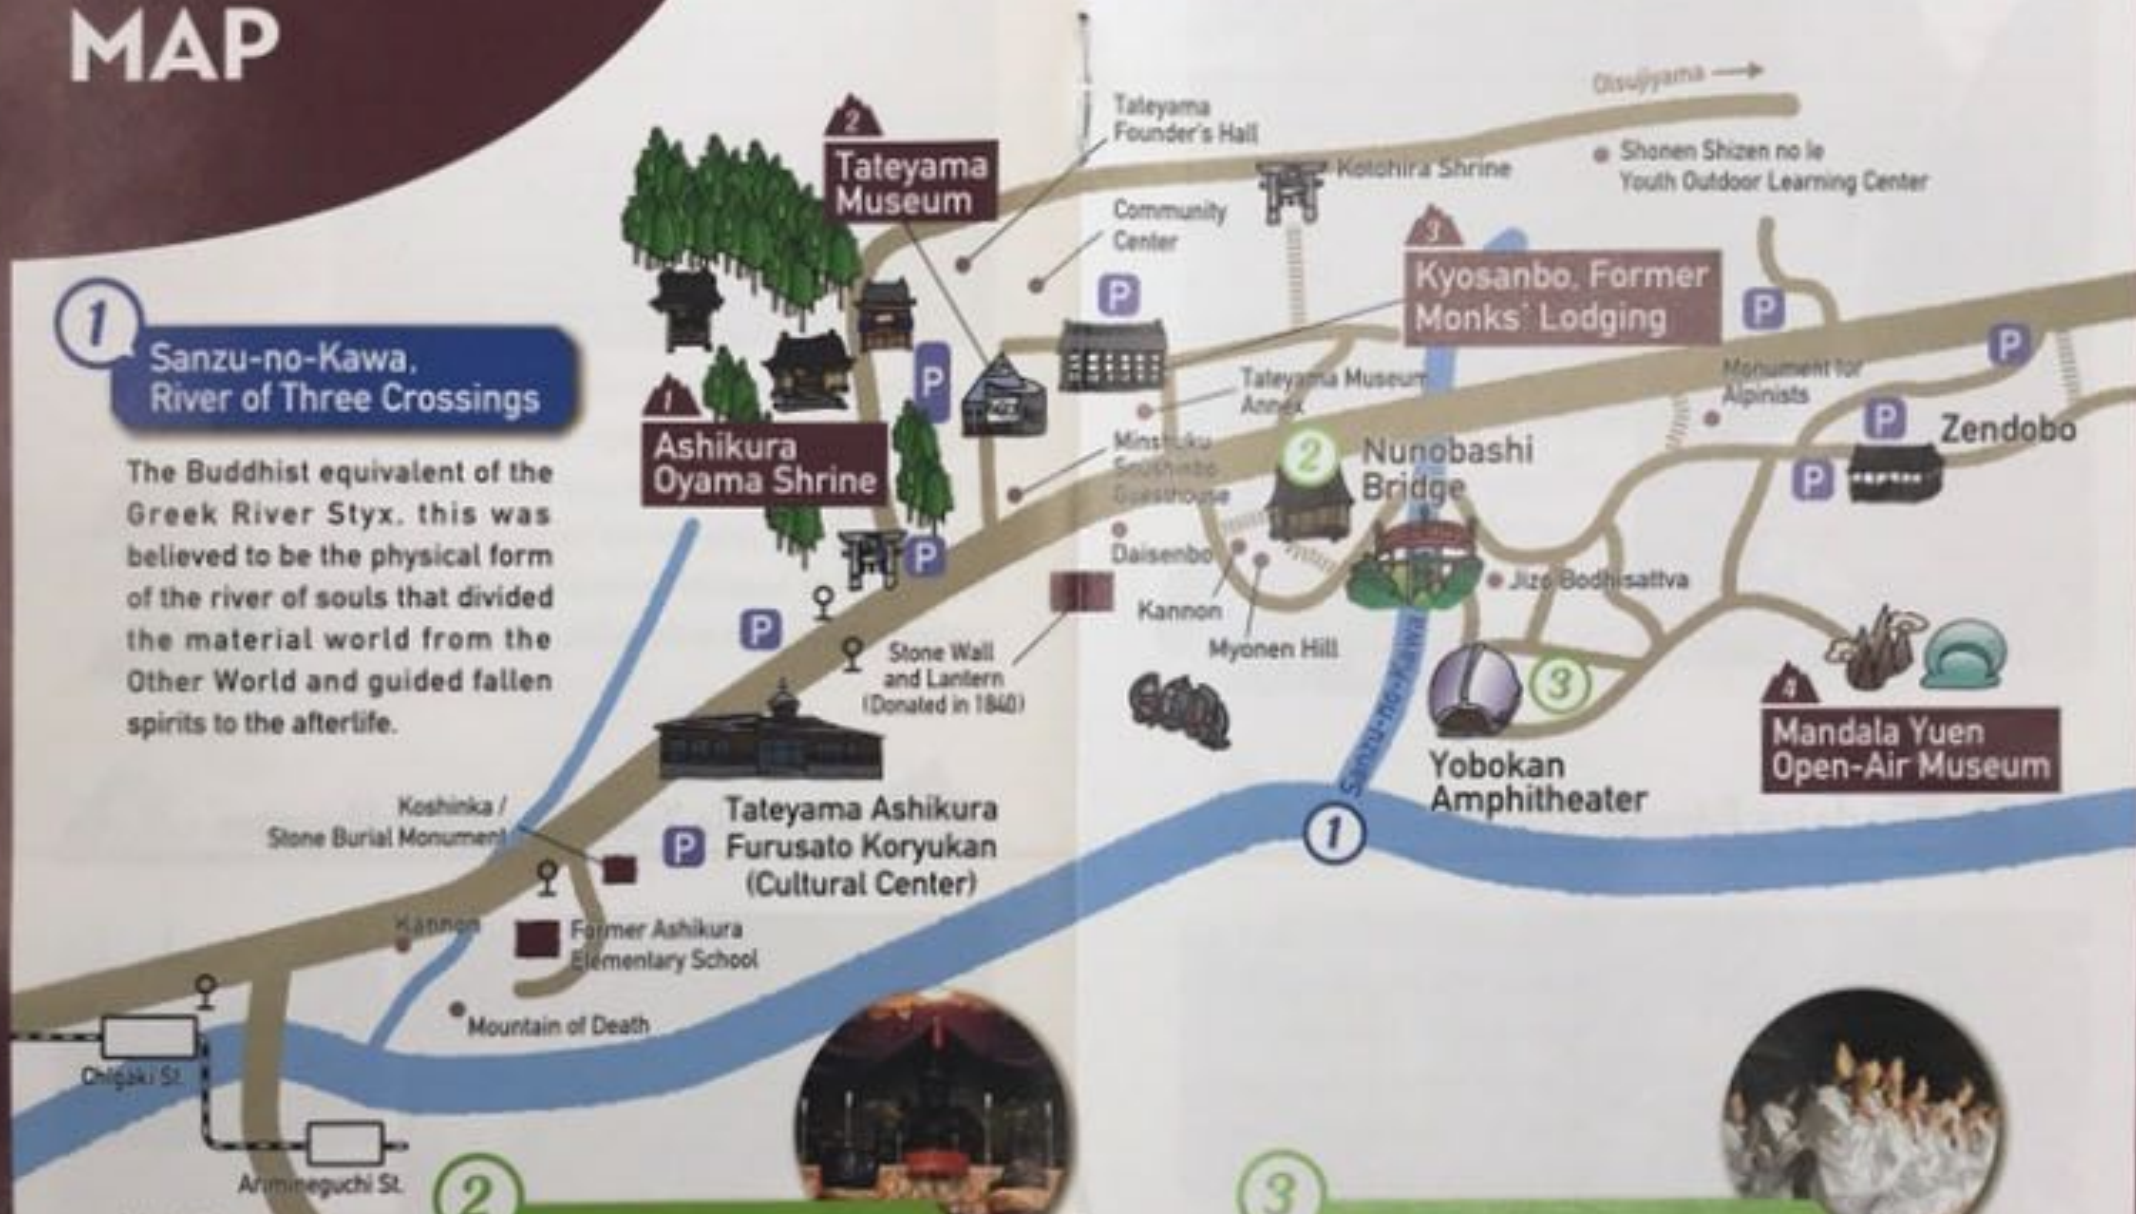 MAP
1
Sanzu-no-Kawa,
River of Three Crossings
The Buddhist equivalent of the
Greek River Styx, this was
believed to be the physical form
of the river of souls that divided
the material world from the
Other World and guided fallen
spirits to the afterlife.
2
Tateyama
Museum
Tateyama
Founder's Hall
Community
Center
P
Kotohira Shrine
Shonen Shizen no Ie
Youth Outdoor Learning Center
3
Kyosanbo, Former
Monks' Lodging
P
P
P
1
Ashikura
Oyama Shrine
Tateyama Museum
Annex
Monument for
Alpinists
P
Zendobo
P
2
Nunobashi
Bridge
Minshuku
Guesthouse
Daisenbo
P
P
Kannon
Myonen Hill
Jizo Bodhisattva
Stone Wall
and Lantern
(Donated in 1840)
3
Sanzu-no-Kawa
1
Yobokan
Amphitheater
4
Mandala Yuen
Open-Air Museum
Koshinka /
Stone Burial Monument
P
Tateyama Ashikura
Furusato Koryukan
(Cultural Center)
Kannon
Former Ashikura
Elementary School
Mountain of Death
Chigaki St.
Arimineguchi St.
2
3